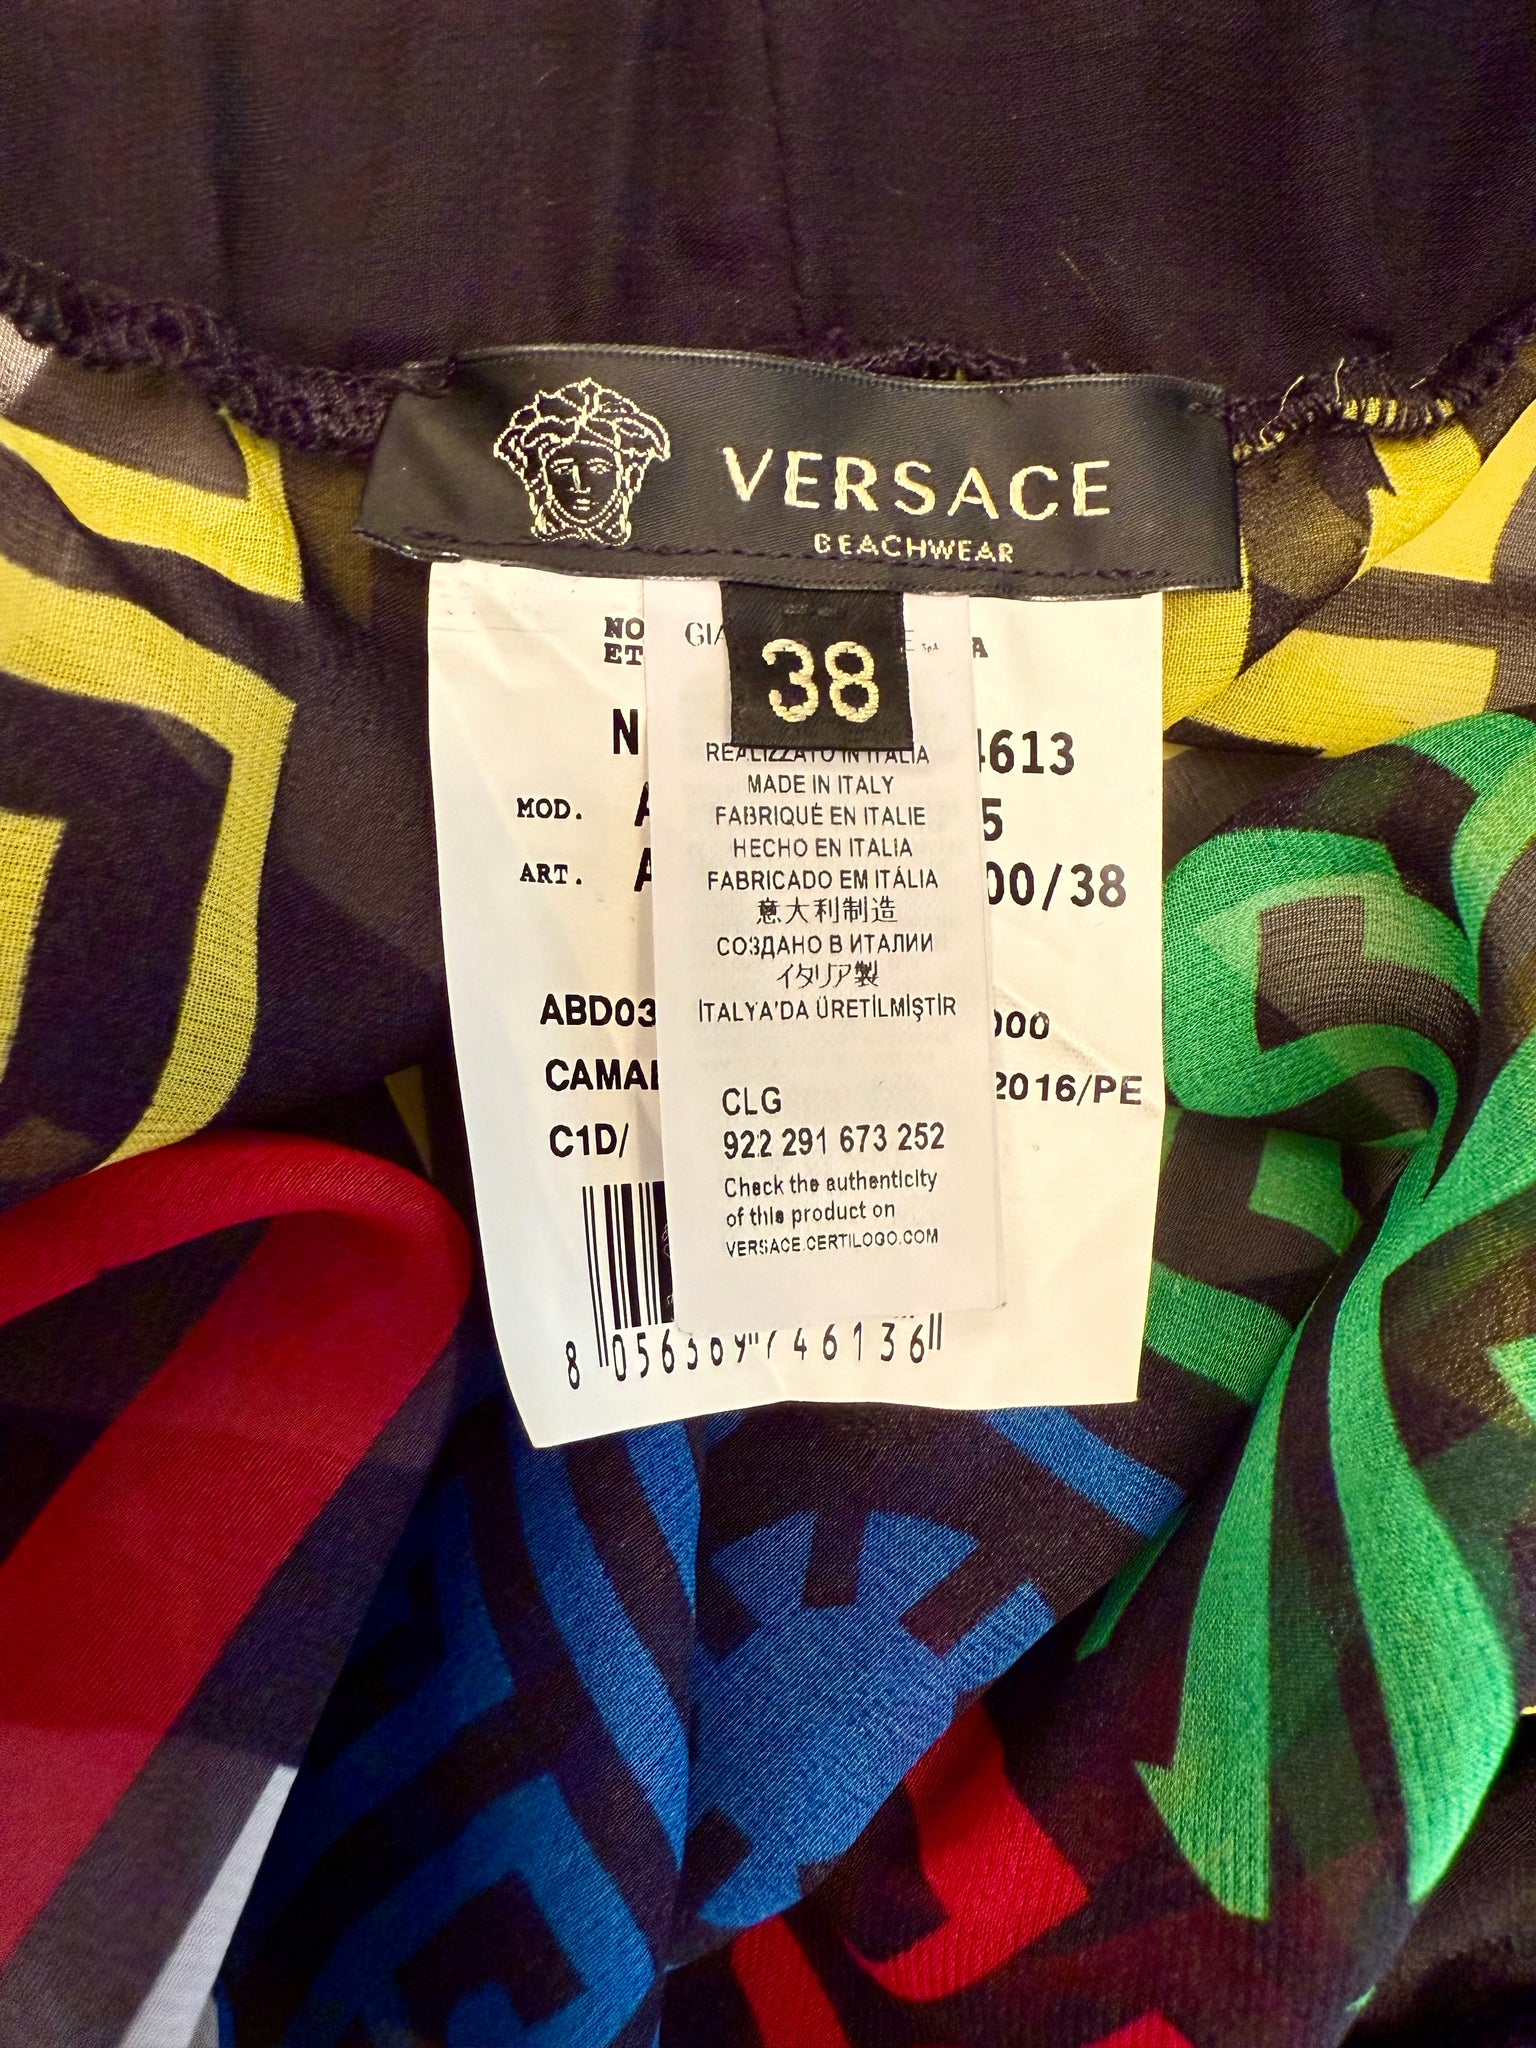 VERSACE
BEACHWEAR
38
REALIZZATO IN ITALIA
MADE IN ITALY
FABRIQUÉ EN ITALIE
HECHO EN ITALIA
FABRICADO EM ITÁLIA
意大利制造
СОЗДАНО В ИТАЛИИ
イタリア製
İTALYA'DA ÜRETİLMİŞTİR
CLG
922 291 673 252
Check the authenticity
of this product on
VERSACE.CERTILOGO.COM
4613
MOD. 5
ART. 00/38
ABD03 000
2016/PE
C1D/